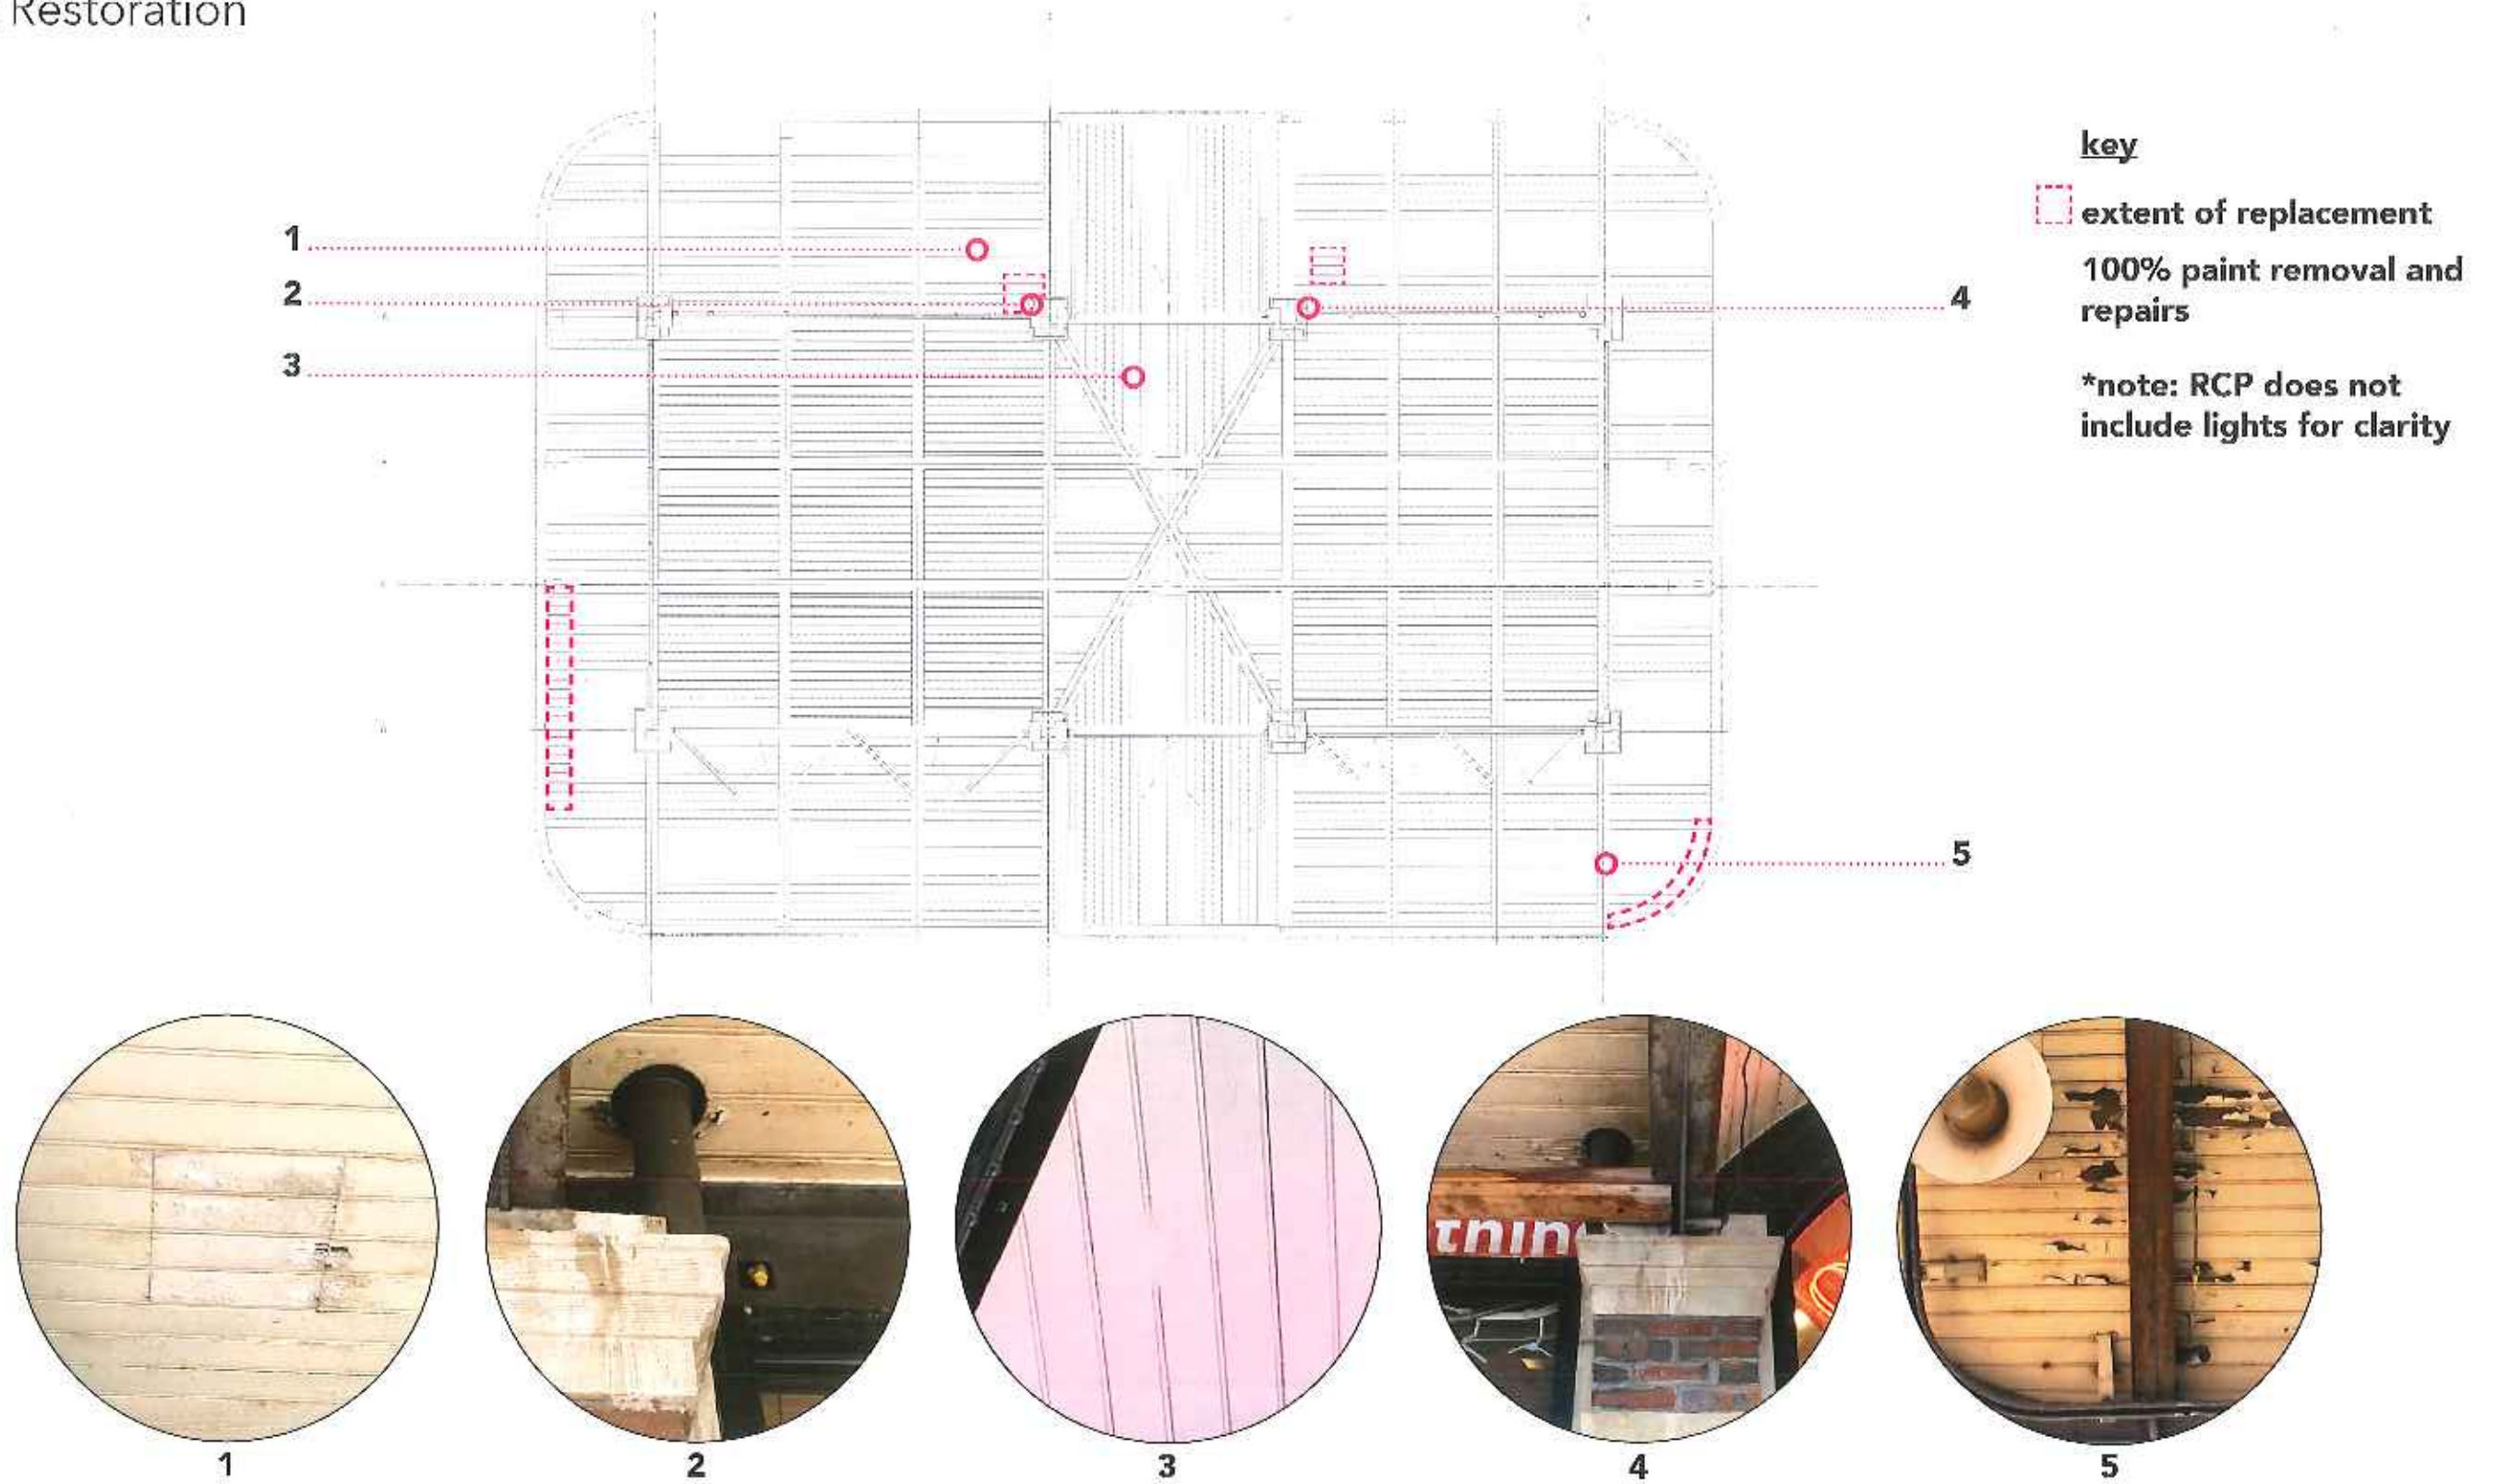 Restoration
1
2
3
4
5
key
extent of replacement
100% paint removal and
repairs
*note: RCP does not
include lights for clarity
tnin
1
2
3
4
5